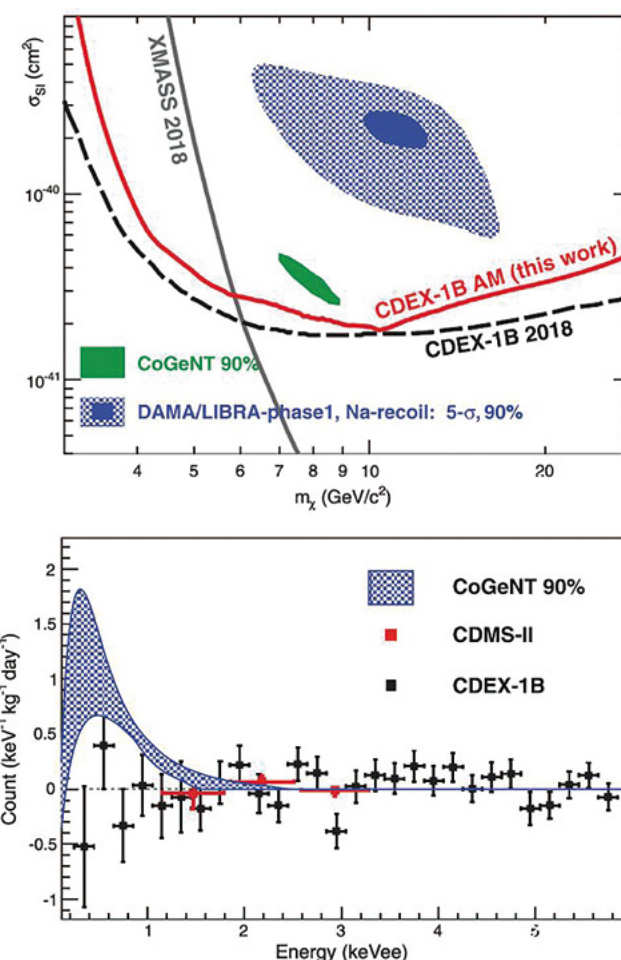 σSI (cm²)
XMASS 2018
10⁻⁴⁰
CDEX-1B AM (this work)
CDEX-1B 2018
CoGeNT 90%
10⁻⁴¹
DAMA/LIBRA-phase1, Na-recoil: 5-σ, 90%
4 5 6 7 8 9 10 20
mχ (GeV/c²)
2
CoGeNT 90%
1.5
CDMS-II
1
CDEX-1B
0.5
0
-0.5
-1
Count (keV⁻¹ kg⁻¹ day⁻¹)
1 2 3 4 5
Energy (keVee)